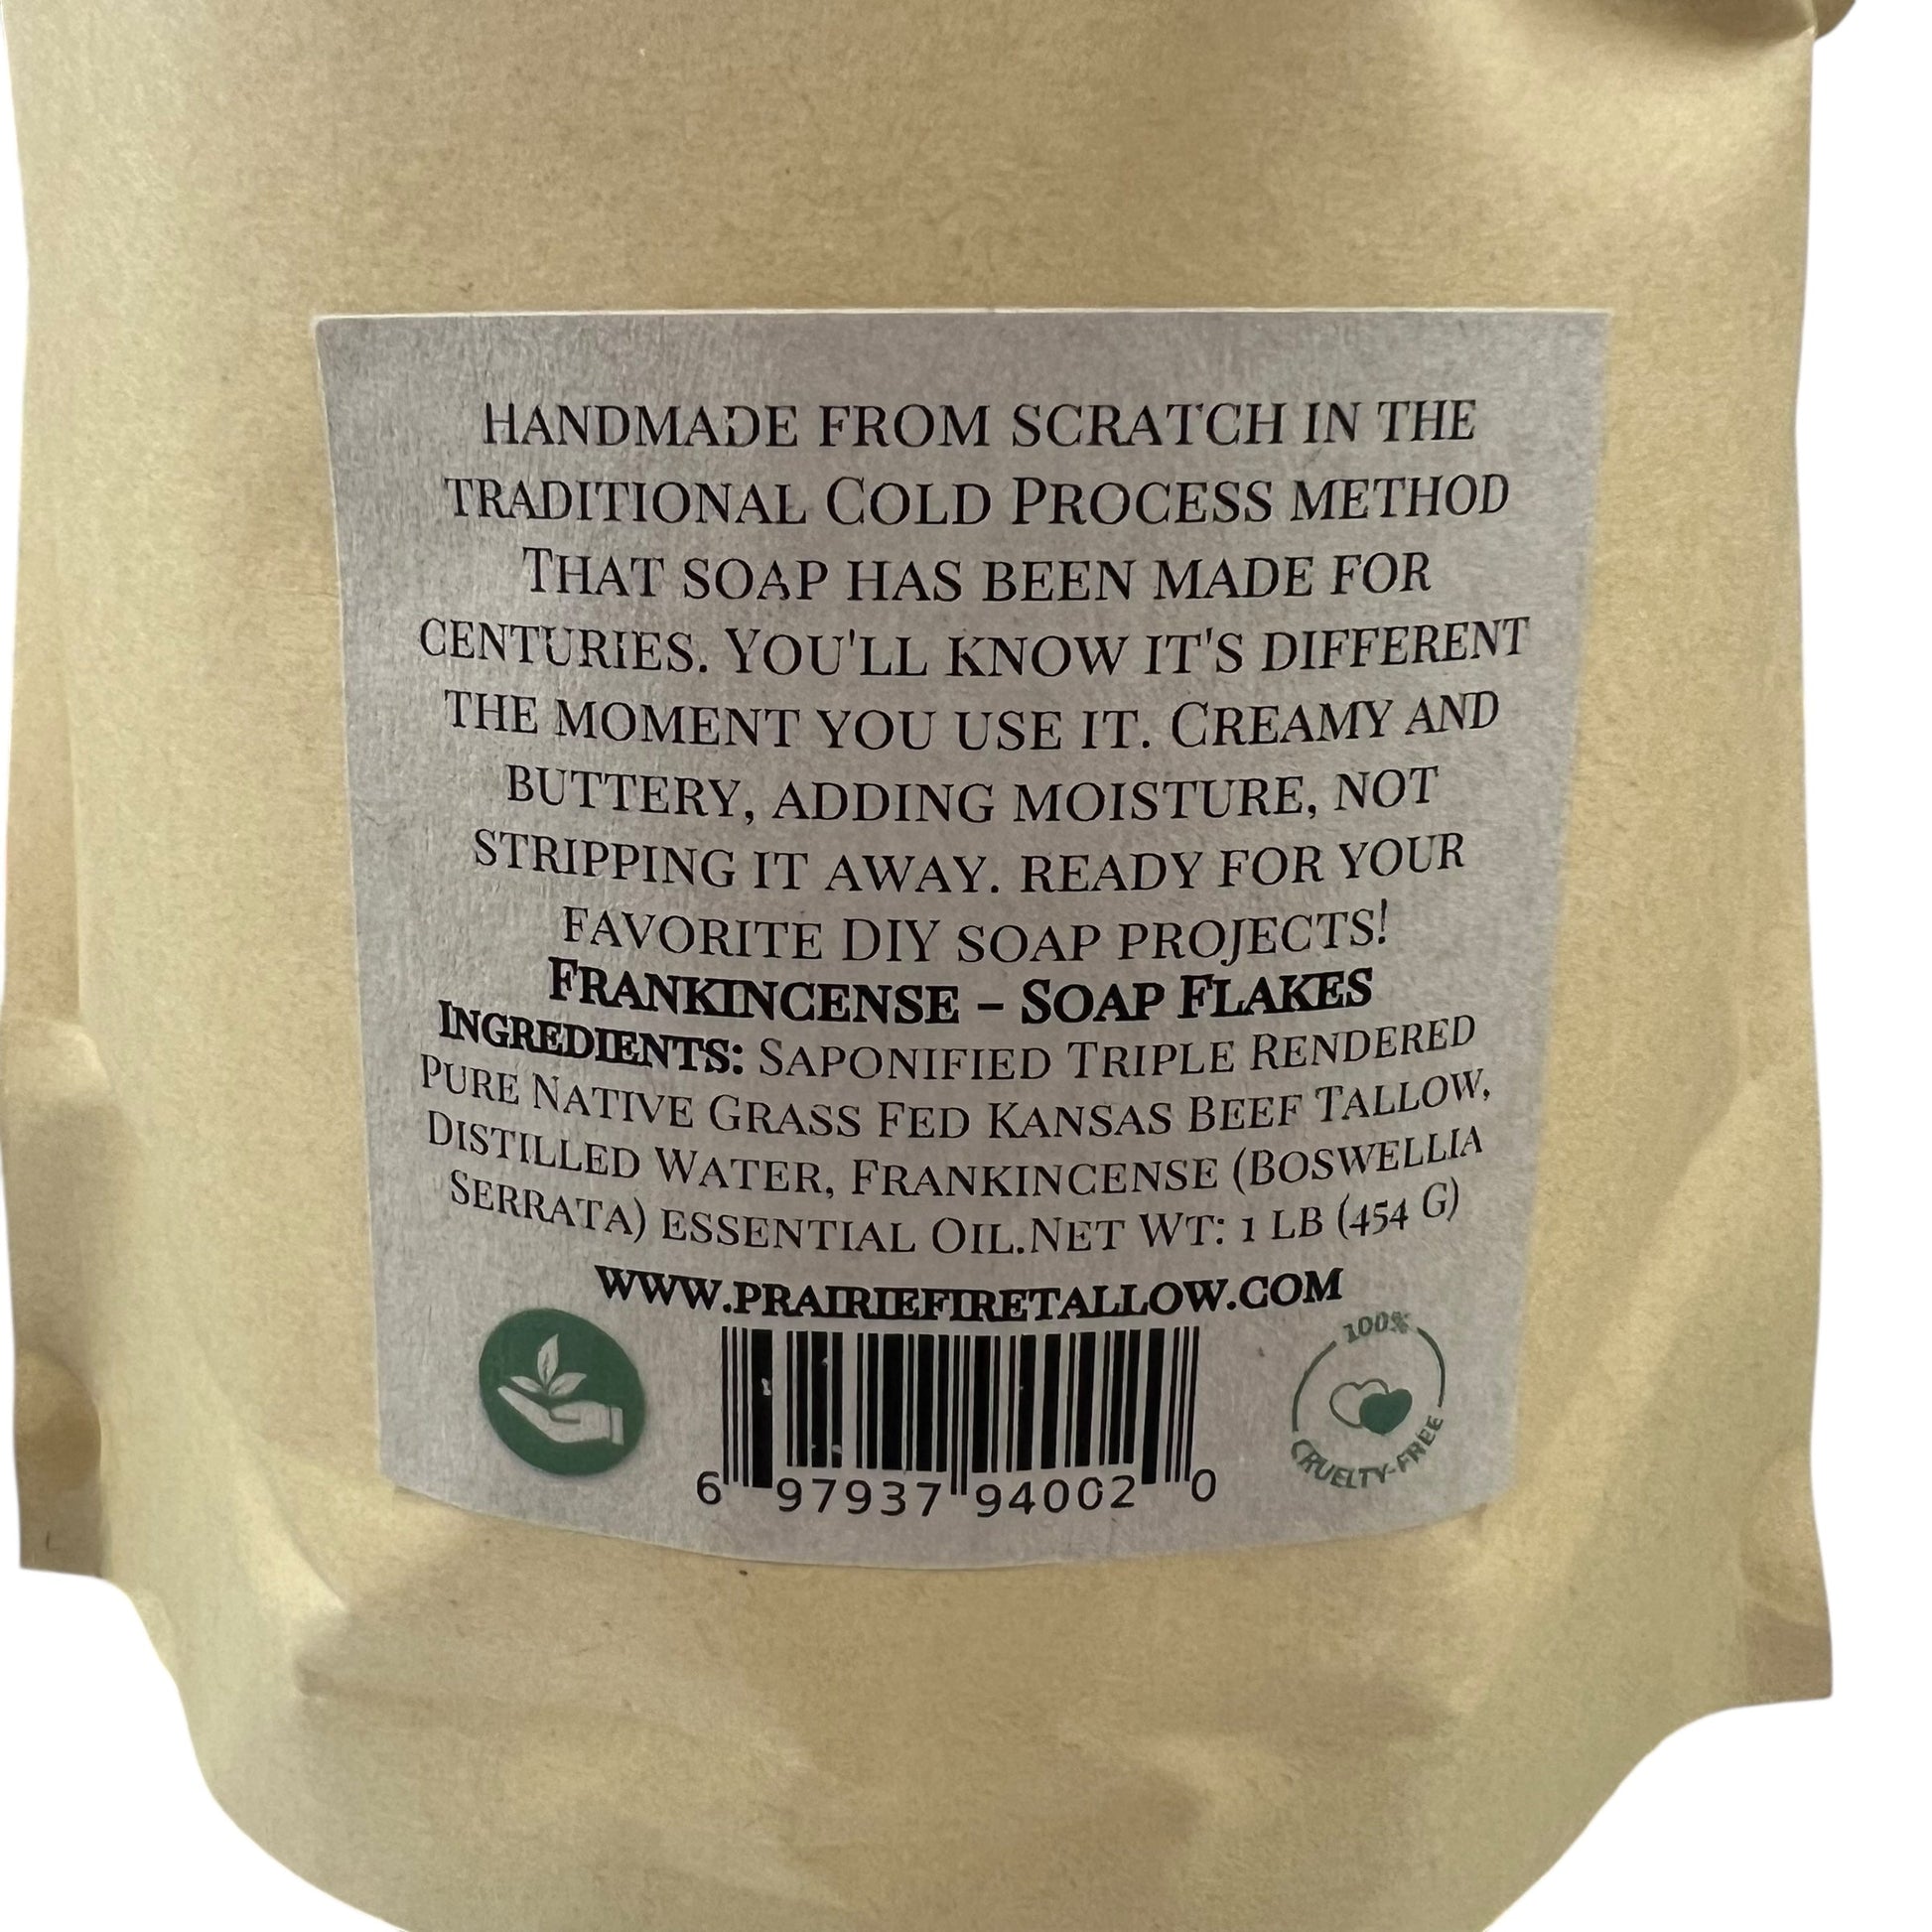 Handmade from scratch in the
traditional Cold Process method
That soap has been made for
centuries. You'll know it's different
the moment you use it. Creamy and
buttery, adding moisture, not
stripping it away. ready for your
favorite DIY soap projects!
Frankincense – Soap Flakes
Ingredients: Saponified Triple Rendered
Pure Native Grass Fed Kansas Beef Tallow,
Distilled Water, Frankincense (Boswellia
Serrata) essential Oil.Net Wt: 1 lb (454 g)
www.prairiefiretallow.com
100%
CRUELTY-FREE
6 97937 94002 0